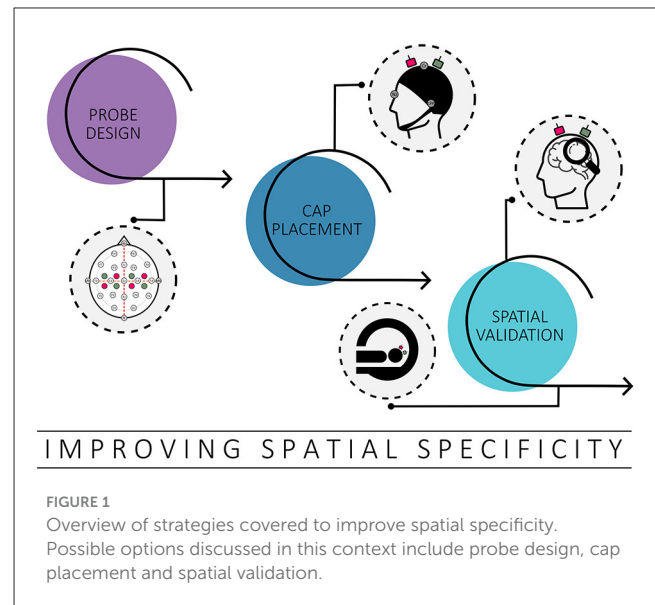 PROBE
DESIGN
CAP
PLACEMENT
SPATIAL
VALIDATION
IMPROVING SPATIAL SPECIFICITY
FIGURE 1
Overview of strategies covered to improve spatial specificity.
Possible options discussed in this context include probe design, cap
placement and spatial validation.